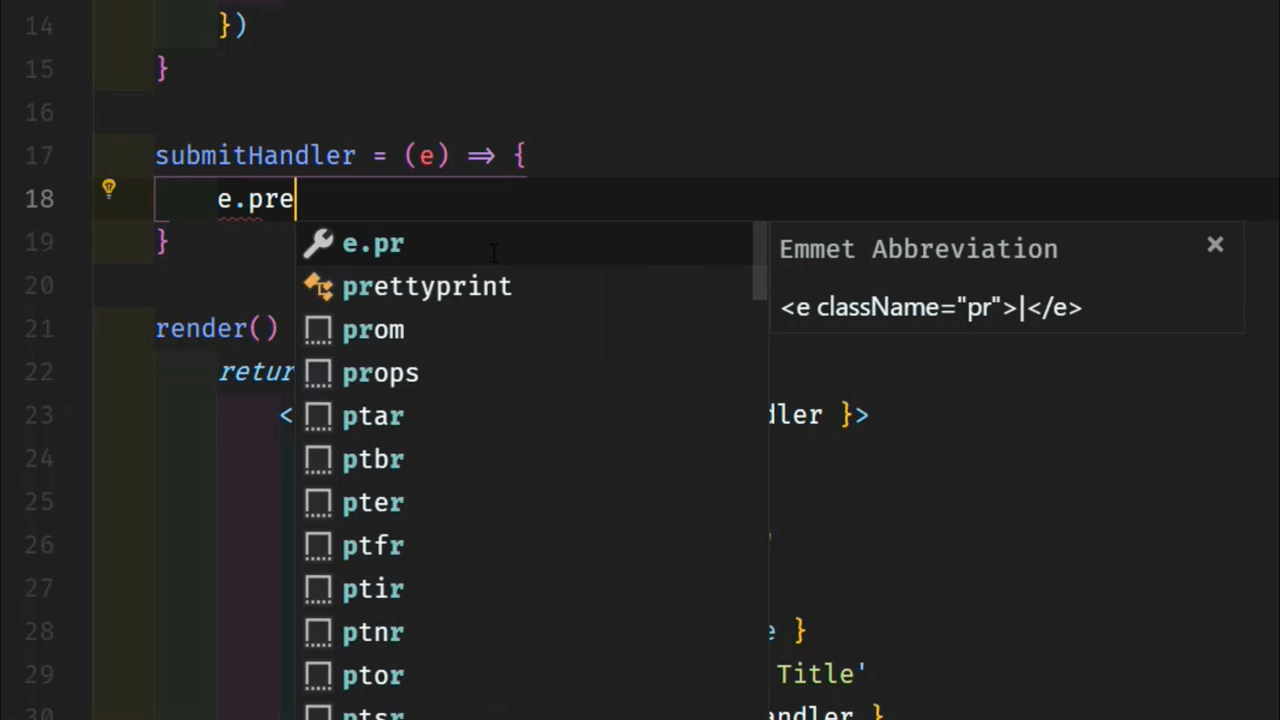 14 })
15 }
16
17 submitHandler = (e) => {
18 e.pre
19 }
20
21 render()
22 retur
23 < dler }>
24
25
26
27
28 }
29 Title'
30 andler }
e.pr
prettyprint
prom
props
ptar
ptbr
pter
ptfr
ptir
ptnr
ptor
ptsr
Emmet Abbreviation ×
<e className="pr">|</e>